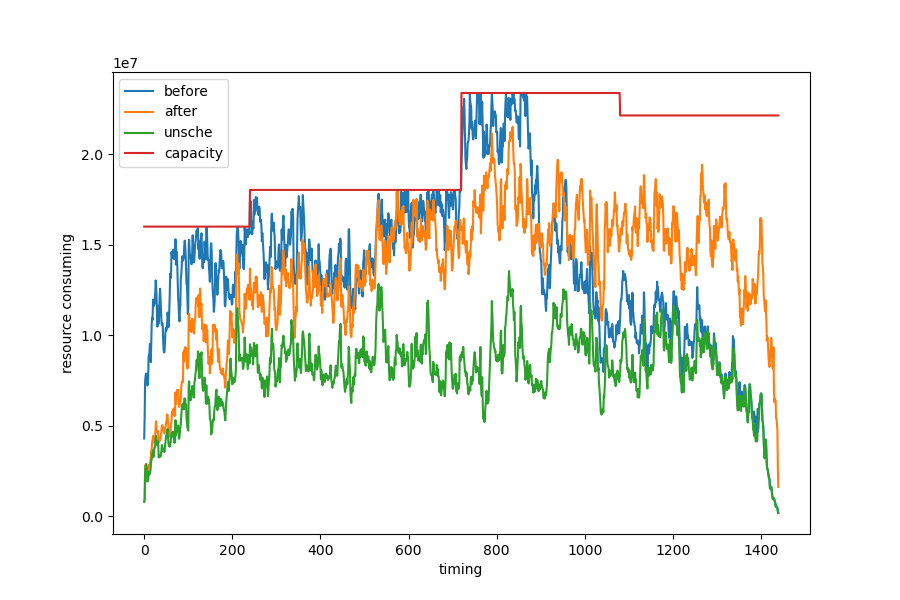 1e7
before
after
unsche
capacity
2.0
1.5
1.0
0.5
0.0
resource consuming
0 200 400 600 800 1000 1200 1400
timing